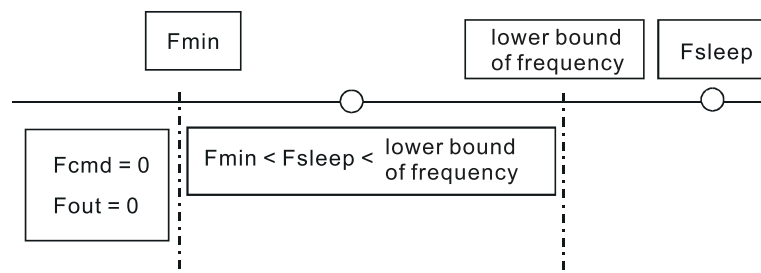 Fmin
lower bound
of frequency
Fsleep
Fcmd = 0
Fout = 0
Fmin < Fsleep < lower bound
of frequency